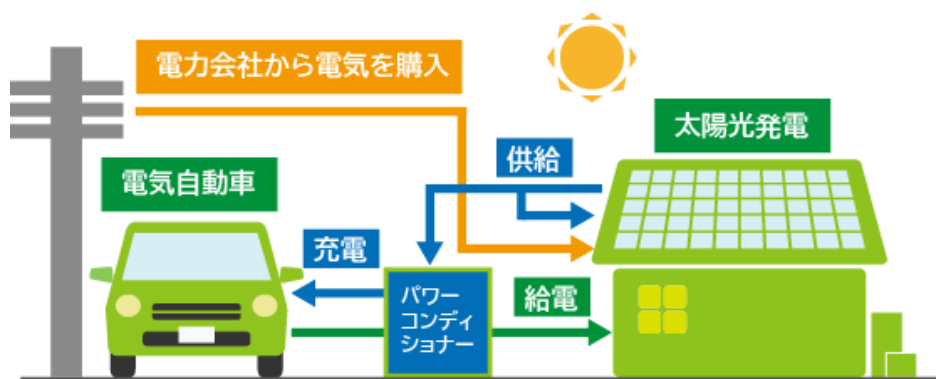 電力会社から電気を購入
太陽光発電
供給
電気自動車
充電
パワー
コンディ
ショナー
給電